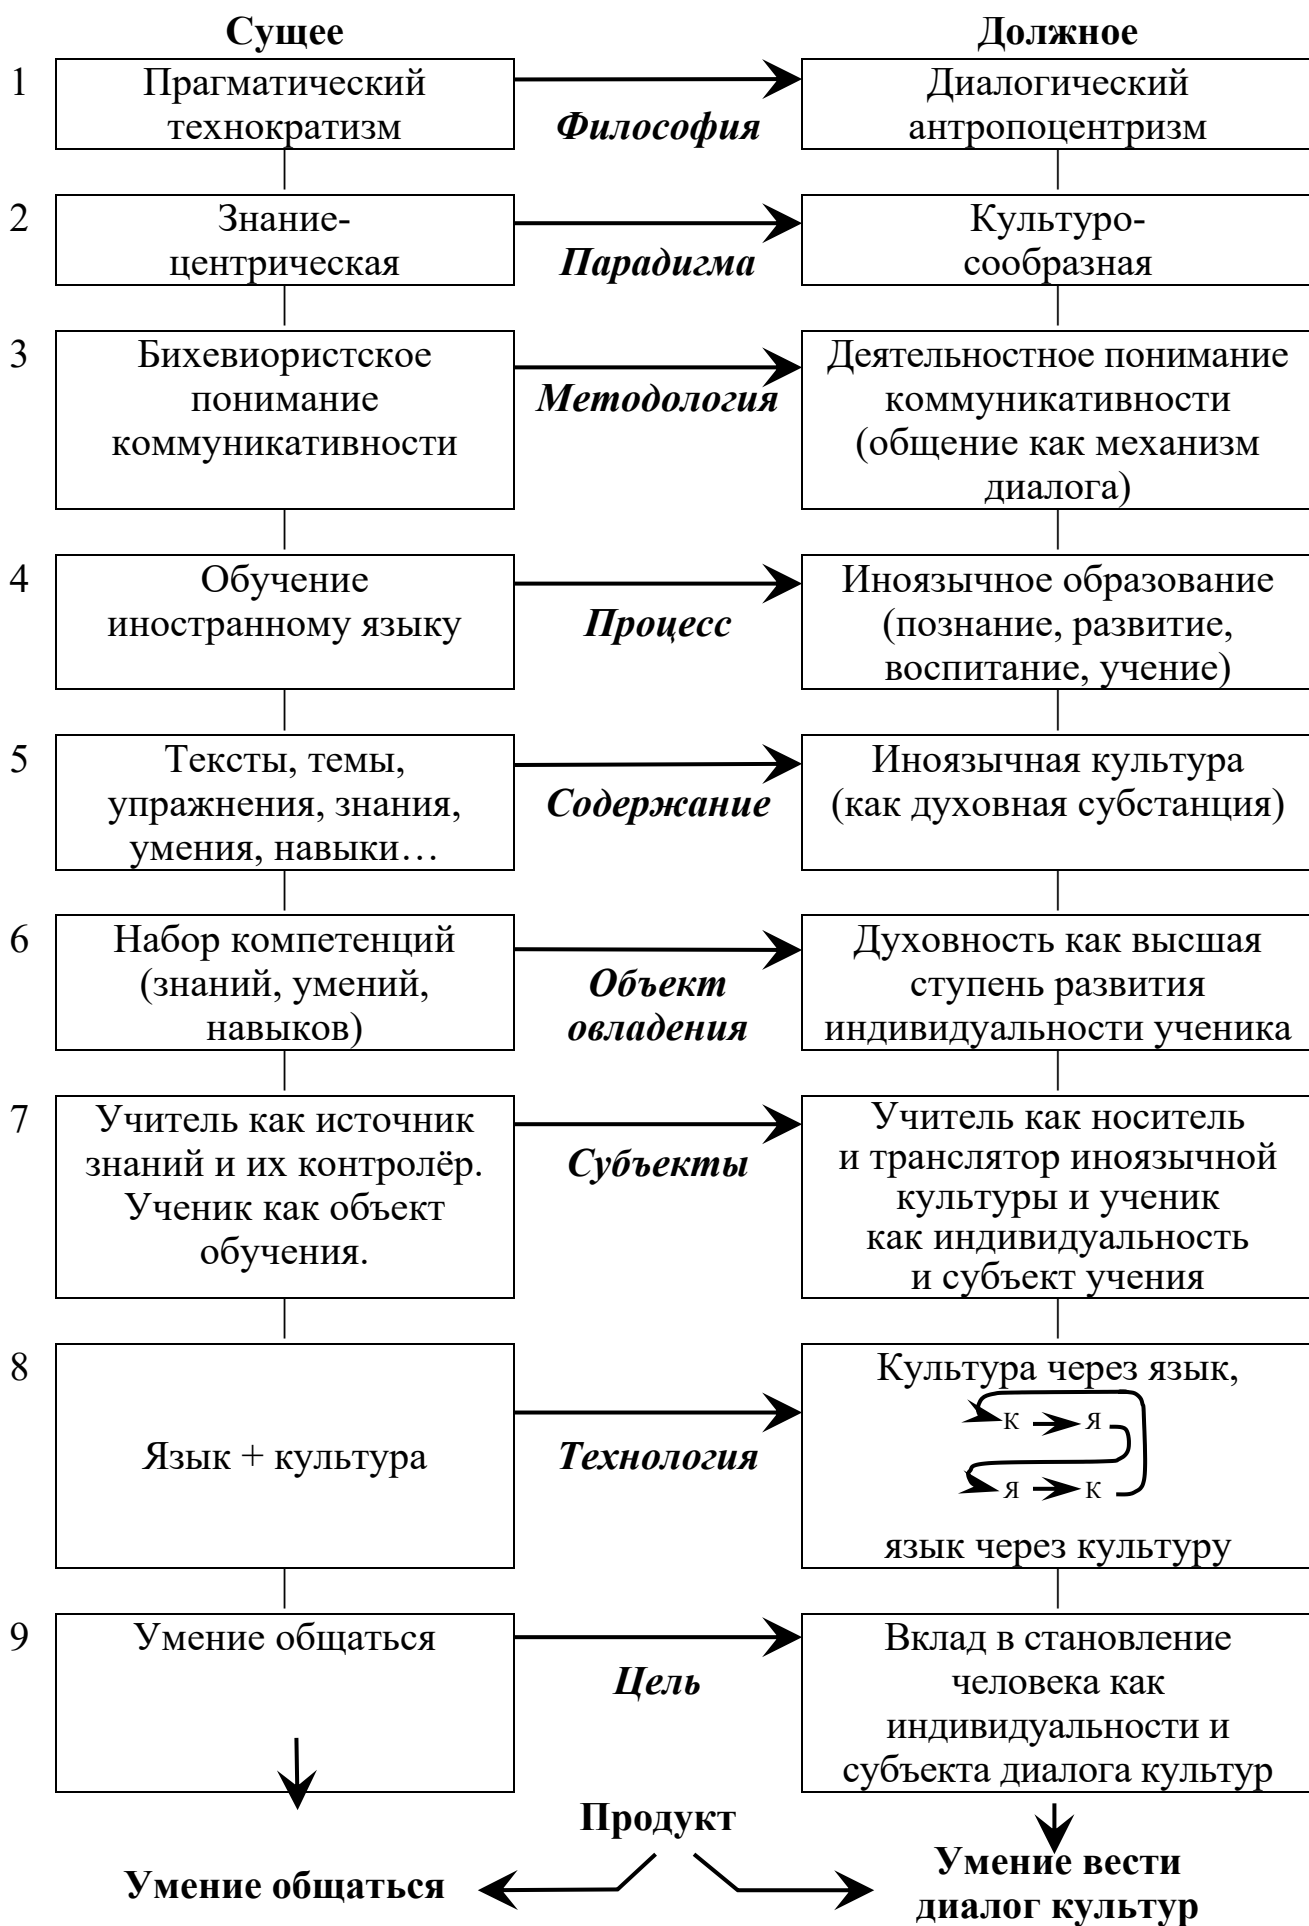 Сущее
Должное
1
Прагматический
технократизм
Философия
Диалогический
антропоцентризм
2
Знание-
центрическая
Парадигма
Культуро-
сообразная
3
Бихевиористское
понимание
коммуникативности
Методология
Деятельностное понимание
коммуникативности
(общение как механизм
диалога)
4
Обучение
иностранному языку
Процесс
Иноязычное образование
(познание, развитие,
воспитание, учение)
5
Тексты, темы,
упражнения, знания,
умения, навыки…
Содержание
Иноязычная культура
(как духовная субстанция)
6
Набор компетенций
(знаний, умений,
навыков)
Объект
овладения
Духовность как высшая
ступень развития
индивидуальности ученика
7
Учитель как источник
знаний и их контролёр.
Ученик как объект
обучения.
Субъекты
Учитель как носитель
и транслятор иноязычной
культуры и ученик
как индивидуальность
и субъект учения
8
Язык + культура
Технология
Культура через язык,
К Я
Я К
язык через культуру
9
Умение общаться
Цель
Вклад в становление
человека как
индивидуальности и
субъекта диалога культур
Продукт
Умение общаться
Умение вести
диалог культур